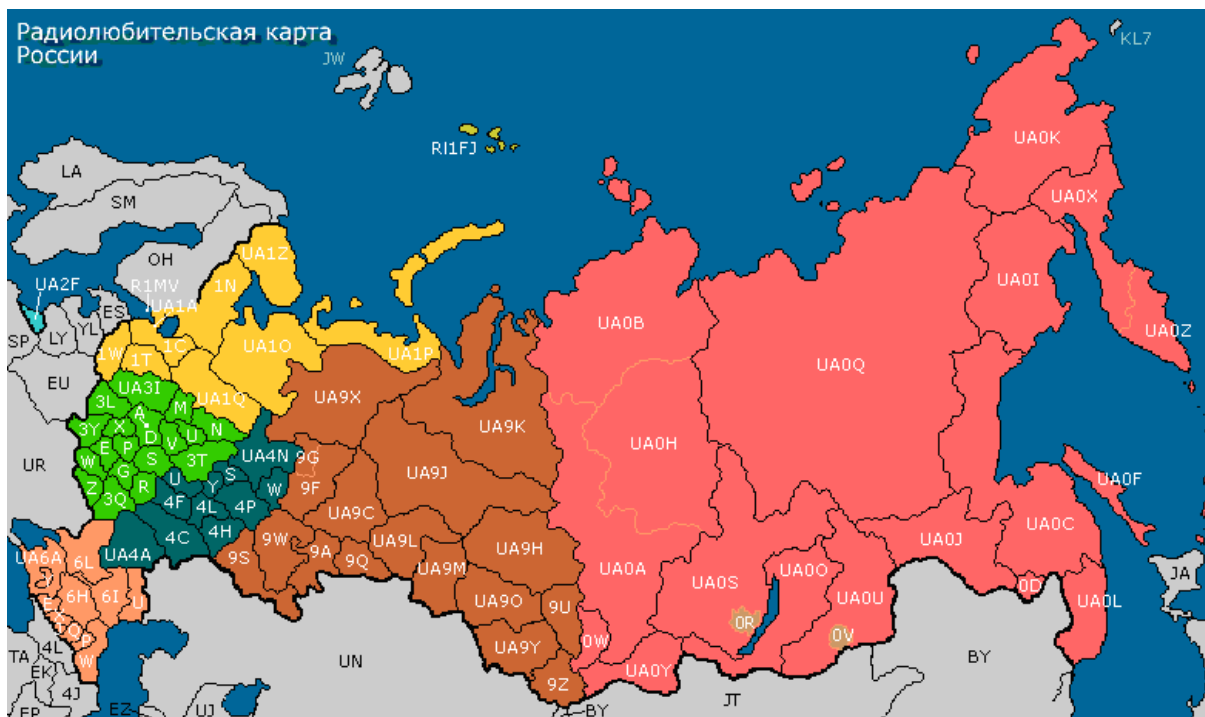 Радиолюбительская карта
России
KL7
JW
UA0K
RI1FJ
LA
UA0X
SM
OH
UA1Z
UA2F
R1MV
1N
UA0I
UA1A
ES
UA0B
UA0Z
SP
LY
YL
1W
1T
1C
UA1O
UA1P
UA0Q
EU
UA3I
UA1Q
UA9X
3L
A
M
UA9K
3Y
X
D
V
U
N
UA0H
W
E
P
S
3T
UA4N
9G
UR
G
U
Y
S
UA9J
Z
3Q
R
4F
4L
4P
W
9F
UA0F
UA9C
UA0C
UA6A
6L
UA4A
4C
4H
9S
9W
9A
9Q
UA9L
UA9H
UA0J
UA9M
UA0A
UA0S
UA0O
UA0U
0D
UA0L
JA
6H
6I
U
UA9O
9U
0R
0V
E
Q
P
W
0W
TA
4L
EK
4J
UN
UA9Y
9Z
UA0Y
BY
JT
FP
EZ
UJ
BY